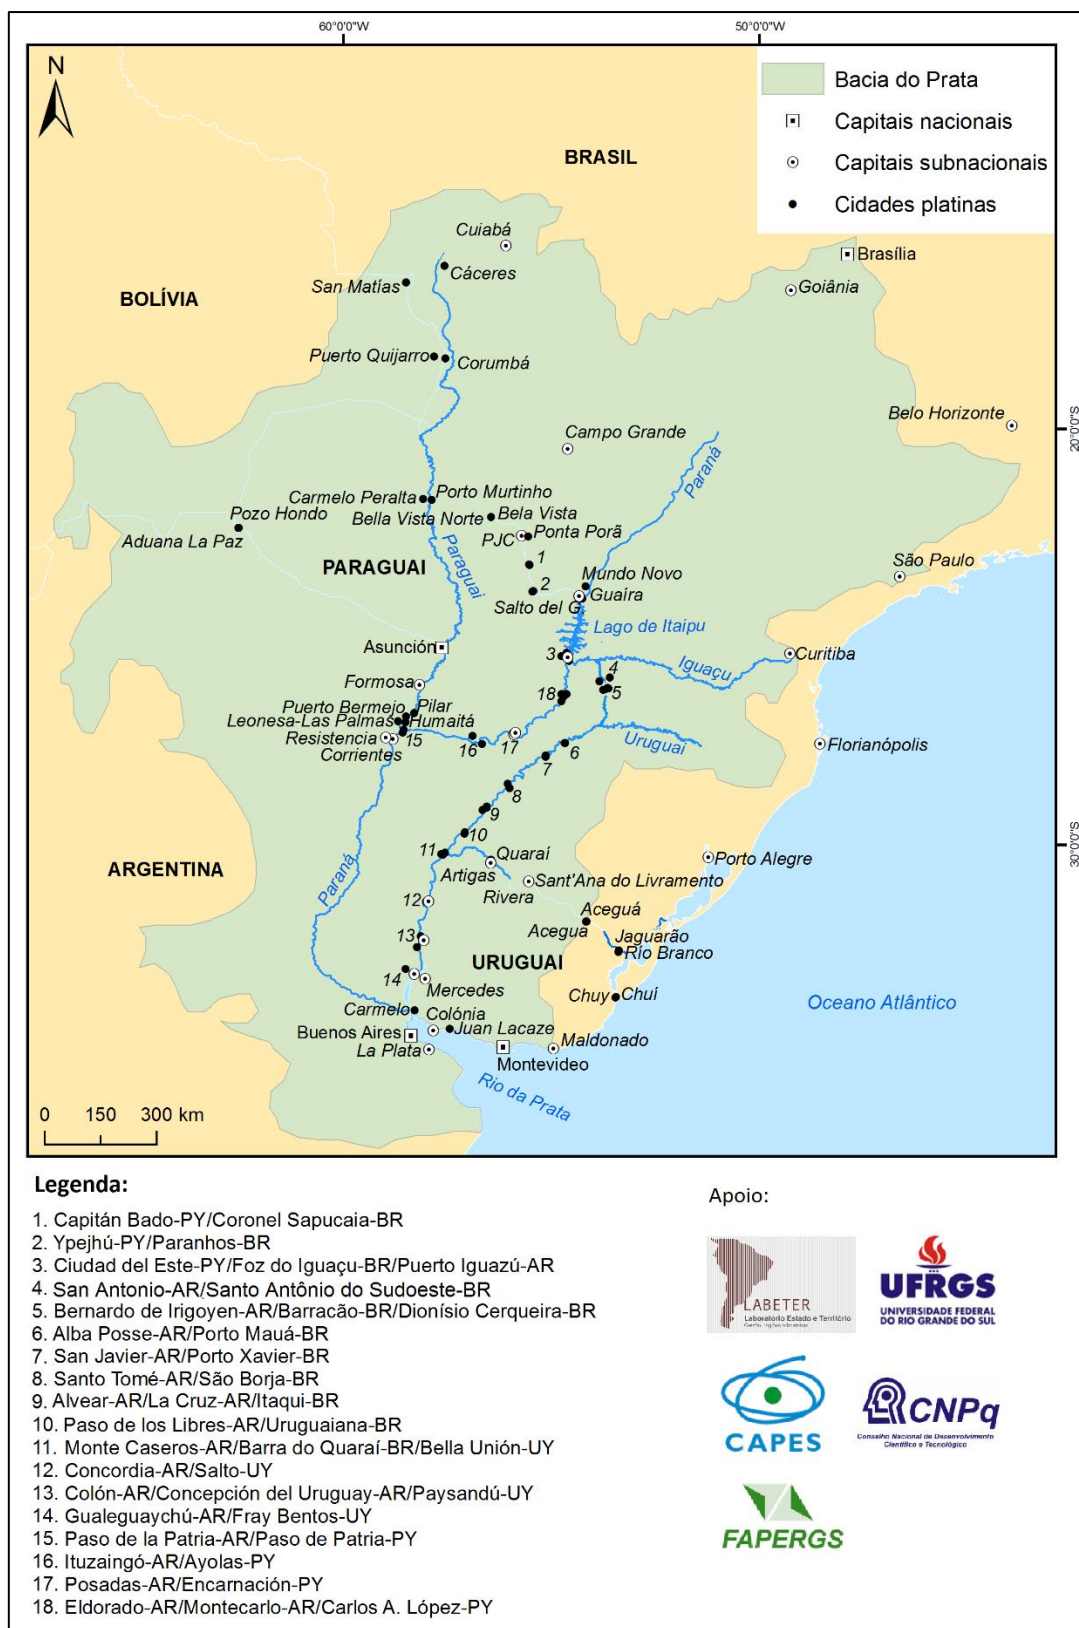 60°0'0"W
50°0'0"W
N
Bacia do Prata
Capitais nacionais
Capitais subnacionais
Cidades platinas
BRASIL
Cuiabá
Cáceres
Brasília
San Matías
Goiânia
BOLÍVIA
Puerto Quijarro
Corumbá
Belo Horizonte
20°0'0"S
Campo Grande
Paraná
Carmelo Peralta
Porto Murtinho
Pozo Hondo
Bella Vista Norte
Bela Vista
Aduana La Paz
PJC
Ponta Porã
PARAGUAI
Paraguai
1
São Paulo
2
Mundo Novo
Salto del G.
Guaíra
Lago de Itaipu
Asunción
3
Iguaçu
Curitiba
Formosa
4
5
18
Puerto Bermejo
Pilar
Leonesa-Las Palmas
Humaitá
Resistencia
15
16
17
Uruguai
Corrientes
6
Florianópolis
7
8
9
10
30°0'0"S
ARGENTINA
Paraná
11
Quaraí
Porto Alegre
Artigas
Sant'Ana do Livramento
Rivera
12
Aceguá
Aceguá
13
Jaguarão
URUGUAI
Río Branco
14
Mercedes
Chuy
Chuí
Oceano Atlântico
Carmelo
Colónia
Buenos Aires
Juan Lacaze
Maldonado
La Plata
Montevideo
Rio da Prata
0 150 300 km
Legenda:
1. Capitán Bado-PY/Coronel Sapucaia-BR
2. Ypejhú-PY/Paranhos-BR
3. Ciudad del Este-PY/Foz do Iguaçu-BR/Puerto Iguazú-AR
4. San Antonio-AR/Santo Antônio do Sudoeste-BR
5. Bernardo de Irigoyen-AR/Barracão-BR/Dionísio Cerqueira-BR
6. Alba Posse-AR/Porto Mauá-BR
7. San Javier-AR/Porto Xavier-BR
8. Santo Tomé-AR/São Borja-BR
9. Alvear-AR/La Cruz-AR/Itaqui-BR
10. Paso de los Libres-AR/Uruguaiana-BR
11. Monte Caseros-AR/Barra do Quaraí-BR/Bella Unión-UY
12. Concordia-AR/Salto-UY
13. Colón-AR/Concepción del Uruguay-AR/Paysandú-UY
14. Gualeguaychú-AR/Fray Bentos-UY
15. Paso de la Patria-AR/Paso de Patria-PY
16. Ituzaingó-AR/Ayolas-PY
17. Posadas-AR/Encarnación-PY
18. Eldorado-AR/Montecarlo-AR/Carlos A. López-PY
Apoio:
LABETER
Laboratório Estado e Território
UFRGS
UNIVERSIDADE FEDERAL
DO RIO GRANDE DO SUL
CAPES
CNPq
Conselho Nacional de Desenvolvimento
Científico e Tecnológico
FAPERGS